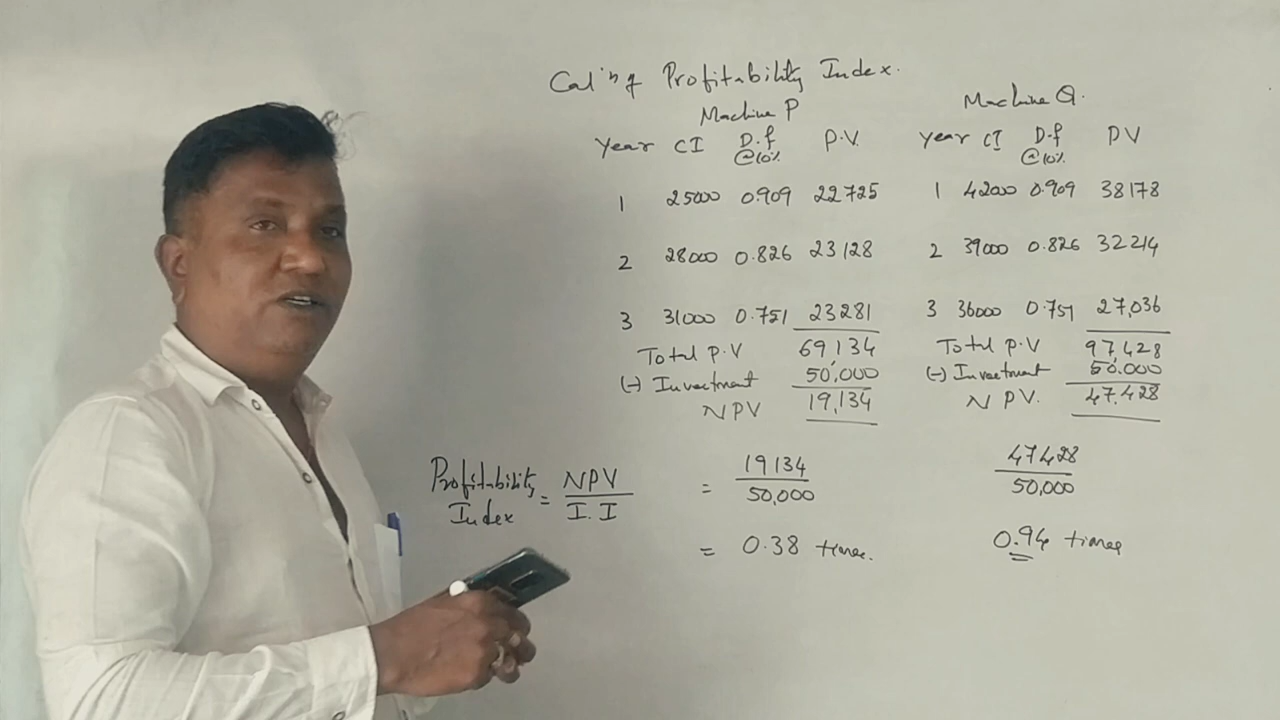 Cal'n of Profitability Index.
Machine P Machine Q.
Year CI D.f @10% P.V. Year CI D.f @10% PV
1 25000 0.909 22725 1 42000 0.909 38178
2 28000 0.826 23128 2 39000 0.826 32214
3 31000 0.751 23281 3 36000 0.751 27,036
Total P.V 69,134 Total P.V 97,428
(-) Investment 50,000 (-) Investment 50.000
NPV 19,134 N PV. 47,428
Profitability Index = NPV / I.I = 19134 / 50,000 47428 / 50,000
= 0.38 times. 0.94 times